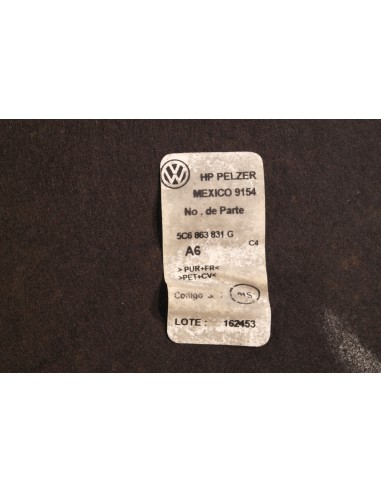 HP PELZER
MEXICO 9154
No . de Parte
5C6 863 831 G
A6 C4
>PUR+FR<
>PET+CV<
Codigo
LOTE : 162453